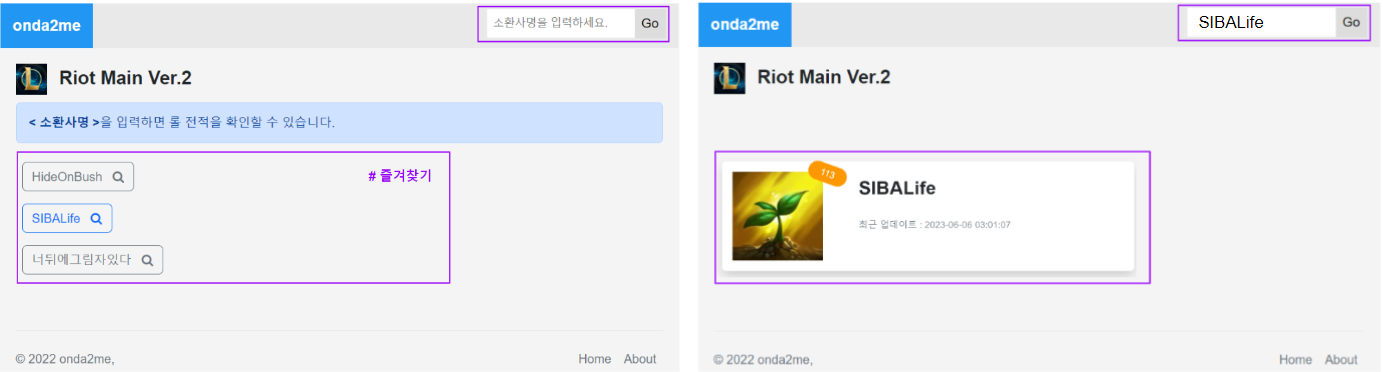 onda2me
소환사명을 입력하세요.
Go
Riot Main Ver.2
< 소환사명 >을 입력하면 롤 전적을 확인할 수 있습니다.
HideOnBush
# 즐겨찾기
SIBALife
너뒤에그림자있다
© 2022 onda2me,
Home
About
onda2me
SIBALife
Go
Riot Main Ver.2
113
SIBALife
최근 업데이트 : 2023-06-06 03:01:07
© 2022 onda2me,
Home
About